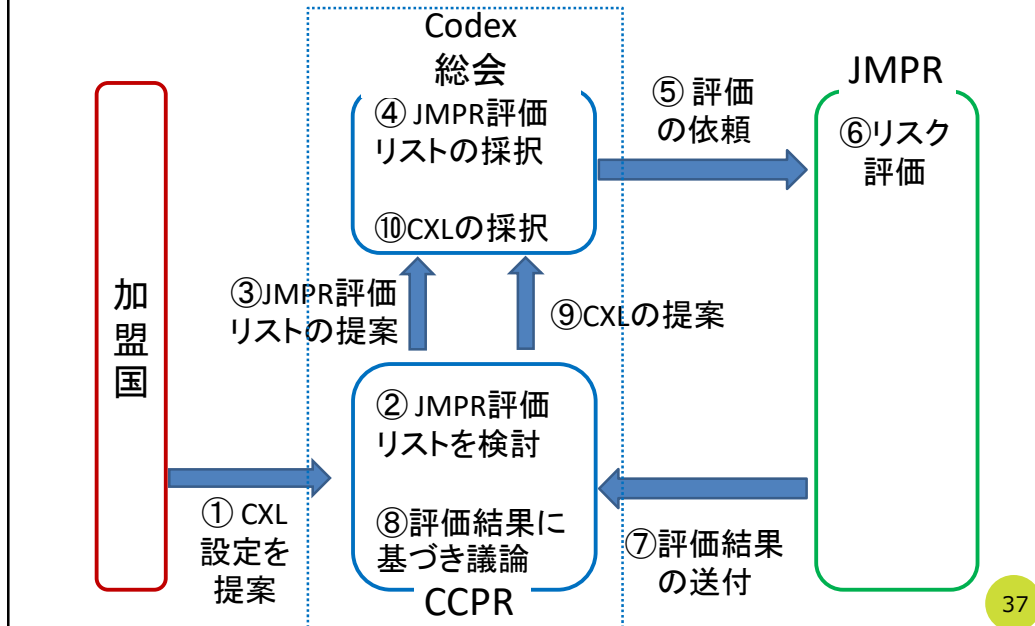 Codex
総会
④ JMPR評価
リストの採択
⑩CXLの採択
⑤ 評価
の依頼
JMPR
⑥リスク
評価
加
盟
国
③JMPR評価
リストの提案
⑨CXLの提案
② JMPR評価
リストを検討
⑧評価結果に
基づき議論
CCPR
① CXL
設定を
提案
⑦評価結果
の送付
37